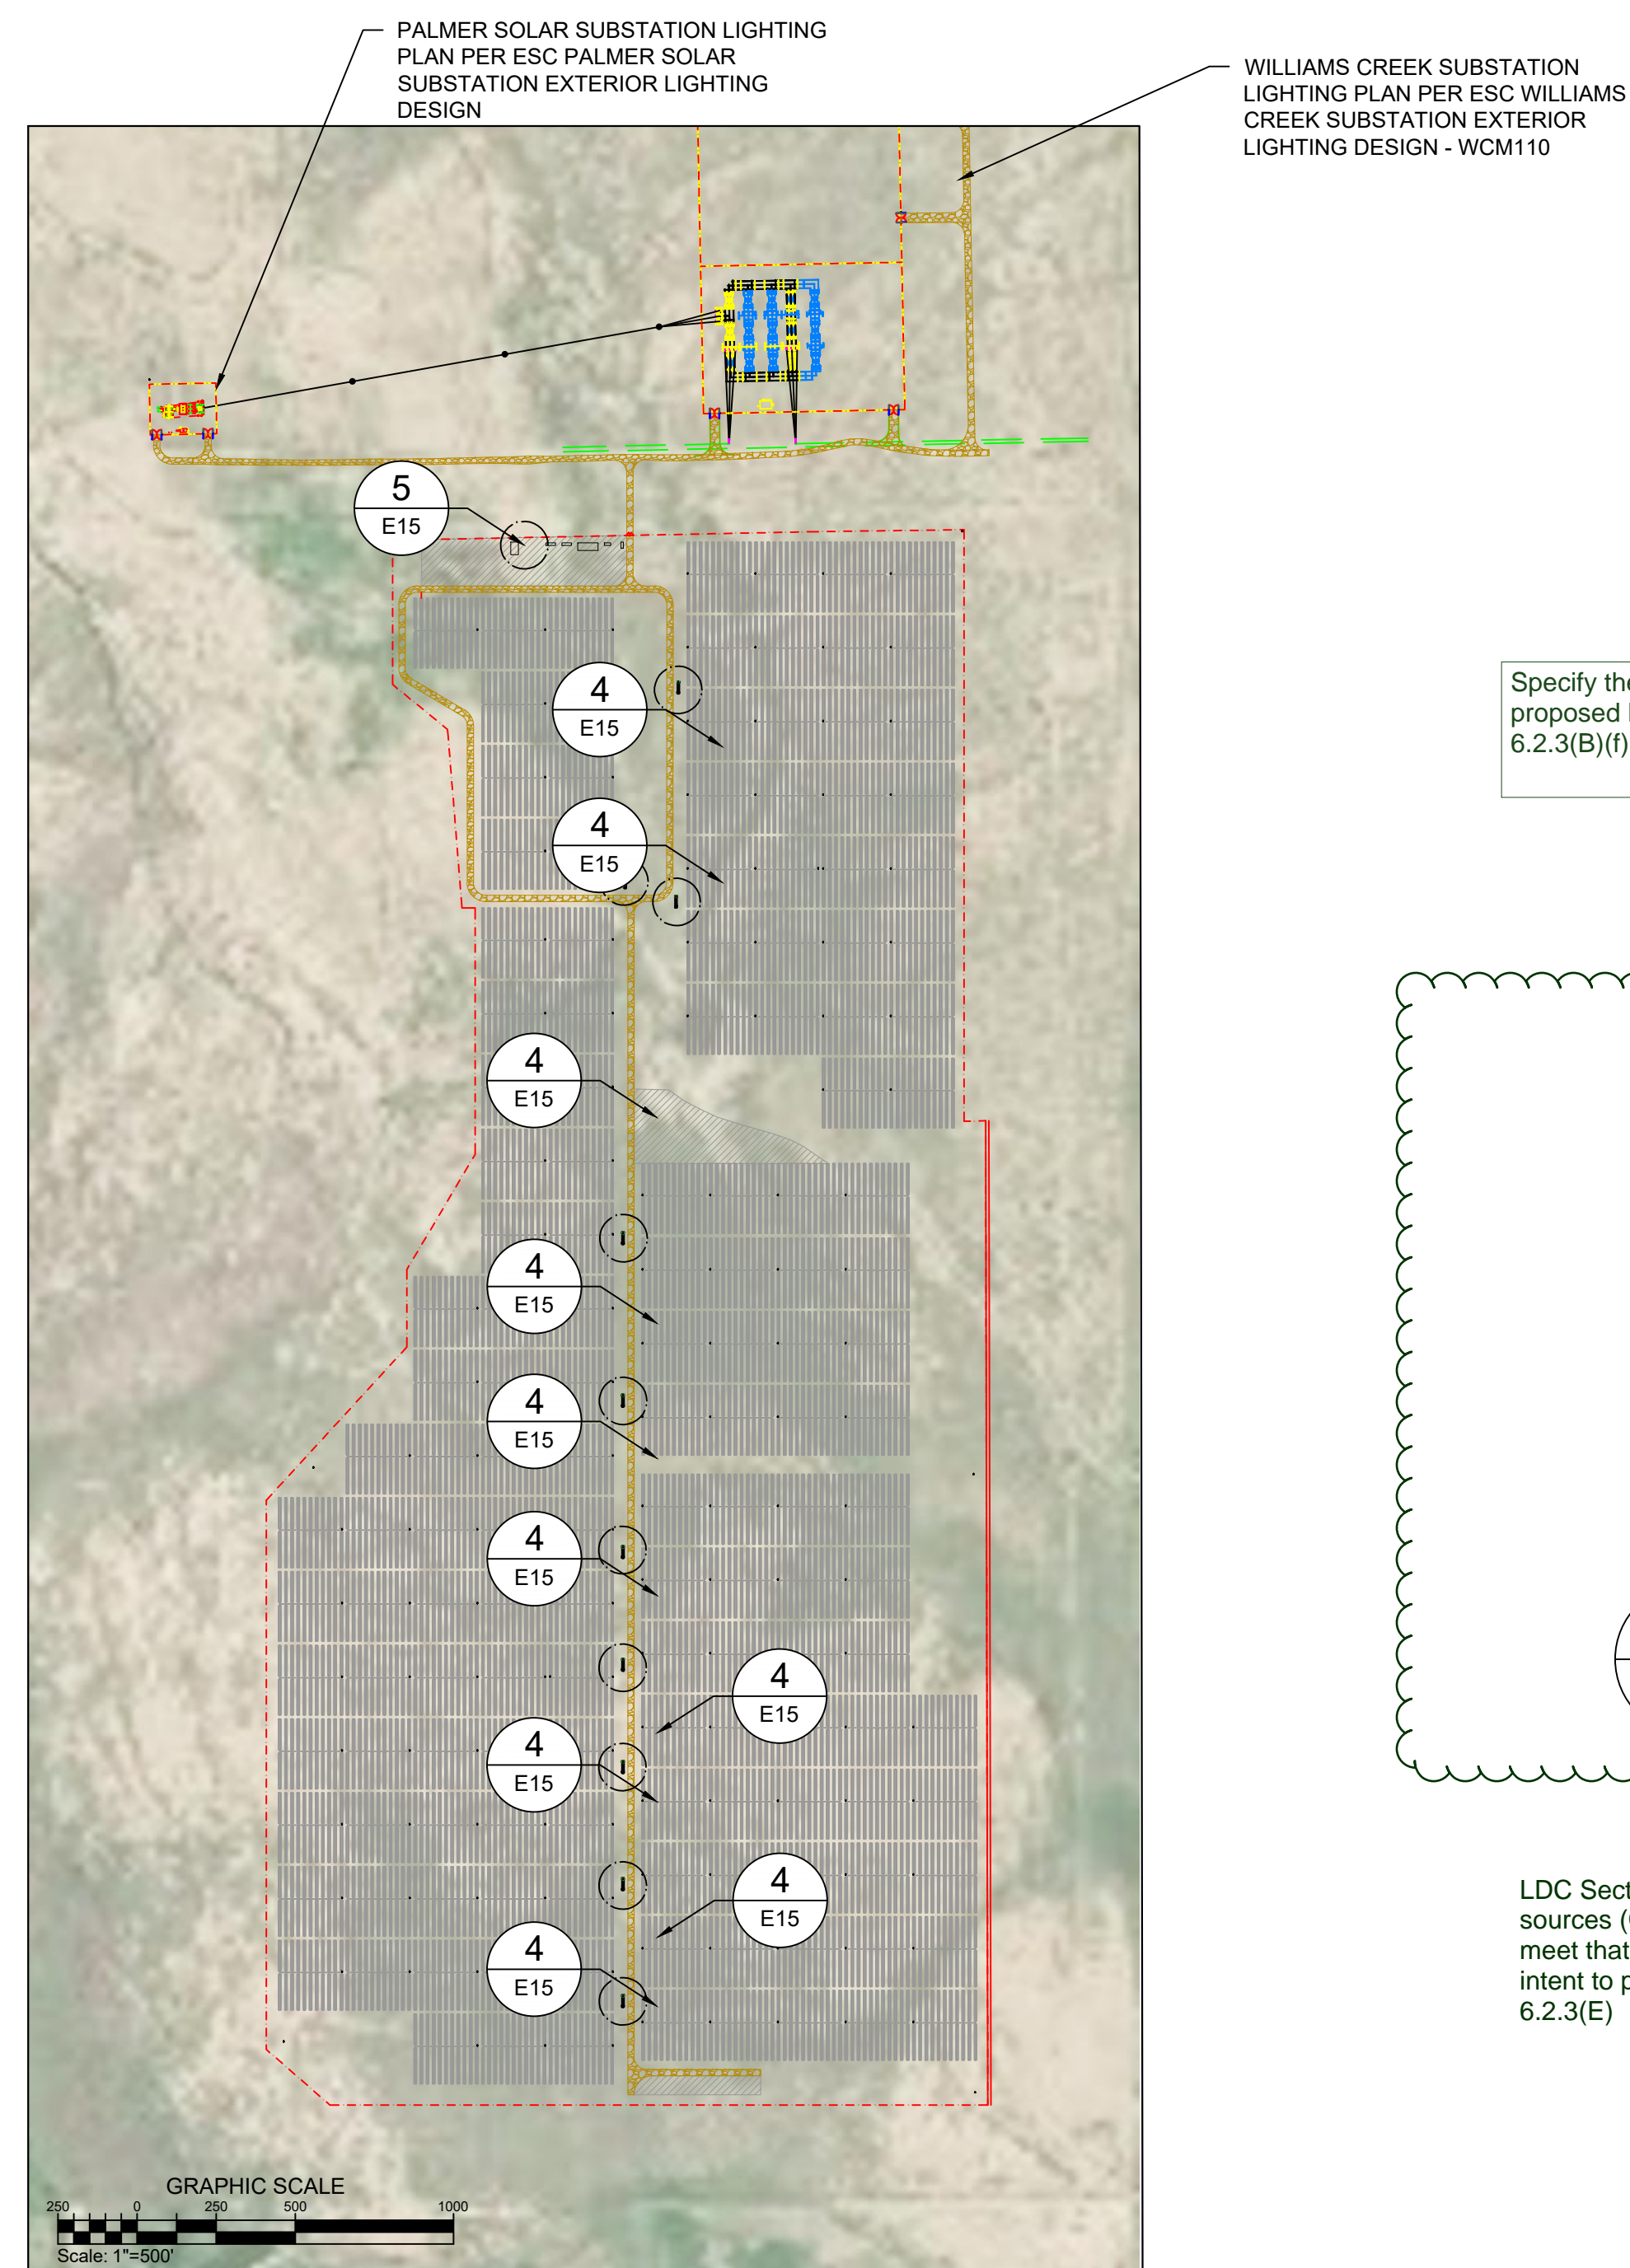 PALMER SOLAR SUBSTATION LIGHTING
PLAN PER ESC PALMER SOLAR
SUBSTATION EXTERIOR LIGHTING
DESIGN
WILLIAMS CREEK SUBSTATION
LIGHTING PLAN PER ESC WILLIAMS
CREEK SUBSTATION EXTERIOR
LIGHTING DESIGN - WCM110
5
E15
4
E15
Specify the
proposed
6.2.3(B)(f)
4
E15
4
E15
4
E15
4
E15
4
E15
4
E15
4
E15
4
E15
4
E15
LDC Sect
sources (
meet that
intent to p
6.2.3(E)
GRAPHIC SCALE
250 0 250 500 1000
Scale: 1"=500'